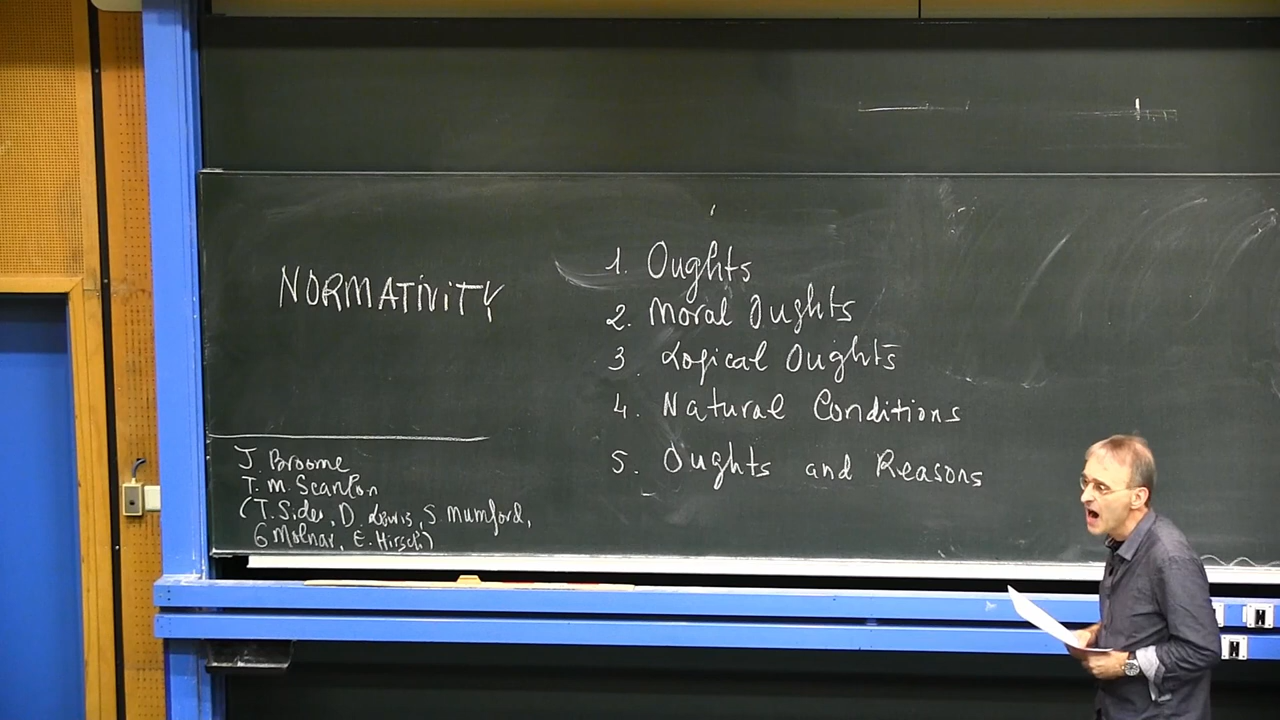 NORMATIVITY
1. Oughts
2. Moral Oughts
3 Logical Oughts
4. Natural Conditions
5. Oughts and Reasons
J. Broome
T. M. Scanlon
(T. Sider, D. Lewis, S. Mumford,
G Molnar, E. Hirsch)